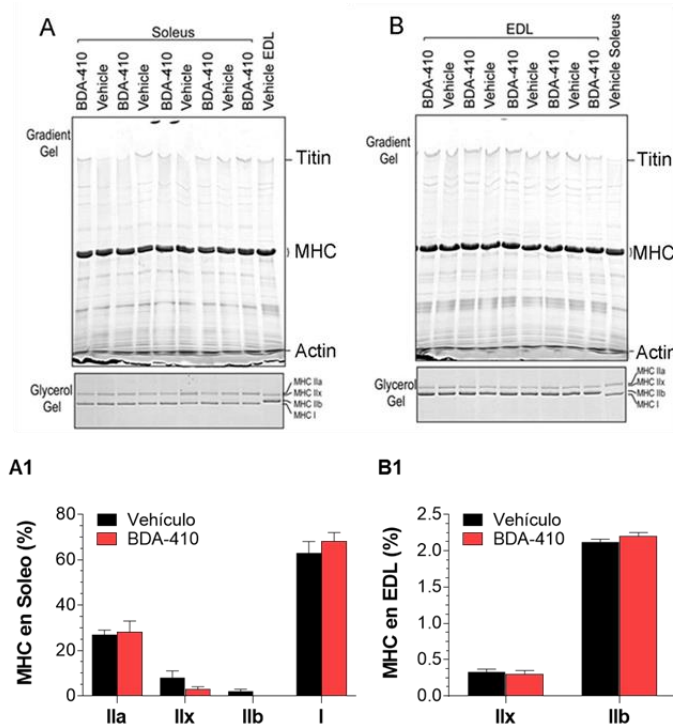 A
Soleus
BDA-410
Vehicle
BDA-410
Vehicle
BDA-410
Vehicle
BDA-410
Vehicle
BDA-410
Vehicle EDL
Gradient
Gel
Titin
MHC
Actin
Glycerol
Gel
MHC IIa
MHC IIx
MHC IIb
MHC I
B
EDL
BDA-410
Vehicle
BDA-410
Vehicle
BDA-410
Vehicle
BDA-410
Vehicle
BDA-410
Vehicle Soleus
Gradient
Gel
Titin
MHC
Actin
Glycerol
Gel
MHC IIa
MHC IIx
MHC IIb
MHC I
A1
MHC en Soleo (%)
80
60
40
20
0
Vehículo
BDA-410
IIa IIx IIb I
B1
MHC en EDL (%)
2.5
2.0
1.5
1.0
0.5
0.0
Vehículo
BDA-410
IIx IIb